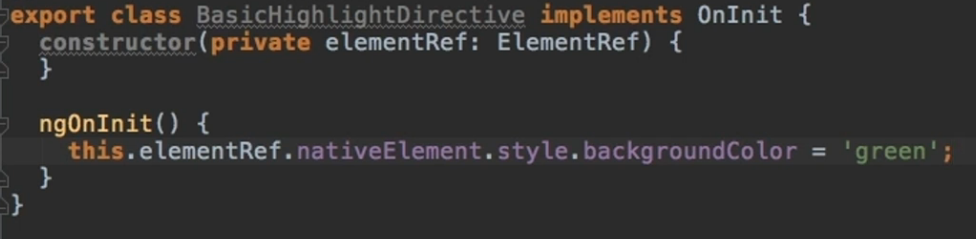 export class BasicHighlightDirective implements OnInit {
constructor(private elementRef: ElementRef) {
}
ngOnInit() {
this.elementRef.nativeElement.style.backgroundColor = 'green';
}
}